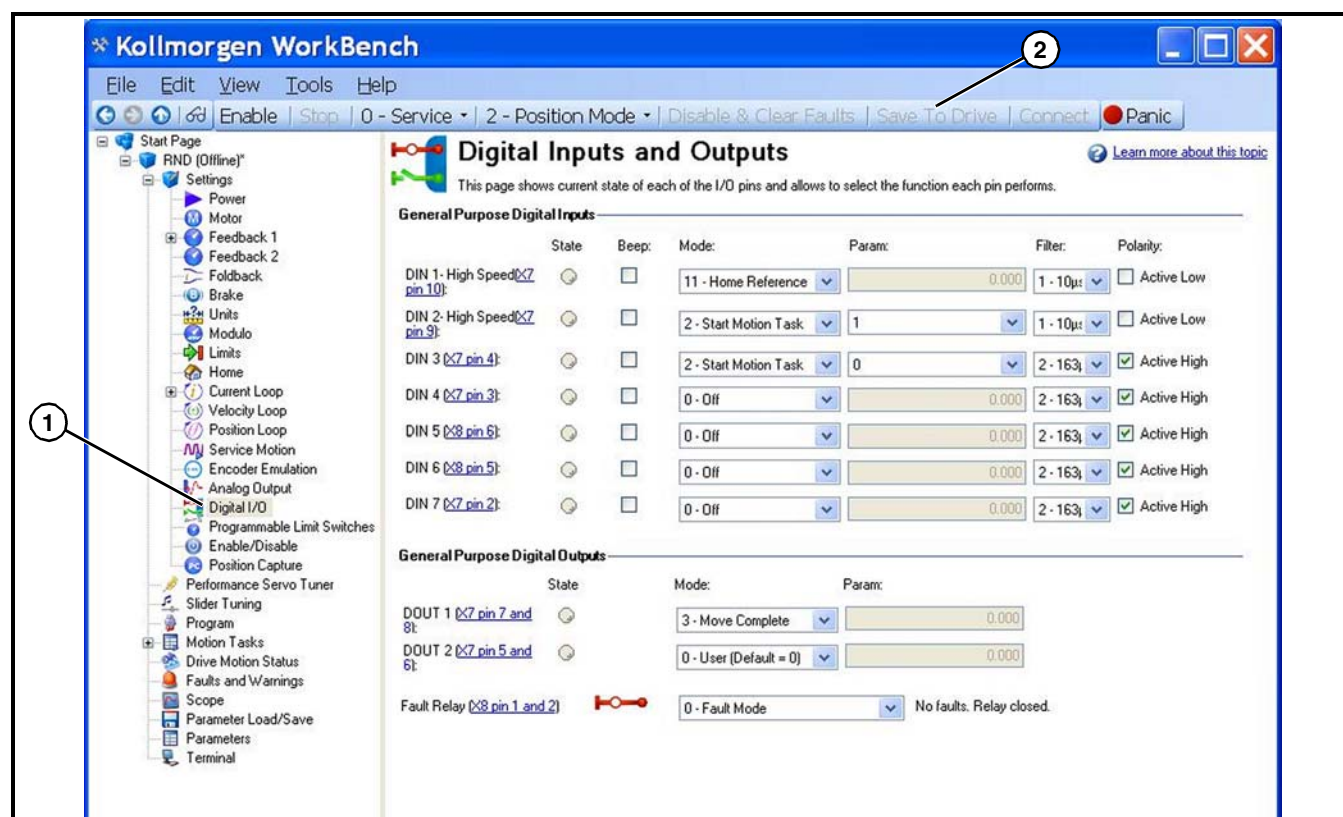 Kollmorgen WorkBench
2
File Edit View Tools Help
Enable Stop 0 - Service 2 - Position Mode Disable & Clear Faults Save To Drive Connect Panic
Start Page
RND (Offline)*
Settings
Power
Motor
Feedback 1
Feedback 2
Foldback
Brake
Units
Modulo
Limits
Home
Current Loop
Velocity Loop
Position Loop
Service Motion
Encoder Emulation
Analog Output
1
Digital I/O
Programmable Limit Switches
Enable/Disable
Position Capture
Performance Servo Tuner
Slider Tuning
Program
Motion Tasks
Drive Motion Status
Faults and Warnings
Scope
Parameter Load/Save
Parameters
Terminal
Digital Inputs and Outputs
Learn more about this topic
This page shows current state of each of the I/O pins and allows to select the function each pin performs.
General Purpose Digital Inputs
State Beep: Mode: Param: Filter: Polarity:
DIN 1- High Speed(X7 pin 10): 11 - Home Reference 0.000 1 - 10µs Active Low
DIN 2- High Speed(X7 pin 9): 2 - Start Motion Task 1 1 - 10µs Active Low
DIN 3 (X7 pin 4): 2 - Start Motion Task 0 2 - 163µ Active High
DIN 4 (X7 pin 3): 0 - Off 0.000 2 - 163µ Active High
DIN 5 (X8 pin 6): 0 - Off 0.000 2 - 163µ Active High
DIN 6 (X8 pin 5): 0 - Off 0.000 2 - 163µ Active High
DIN 7 (X7 pin 2): 0 - Off 0.000 2 - 163µ Active High
General Purpose Digital Outputs
State Mode: Param:
DOUT 1 (X7 pin 7 and 8): 3 - Move Complete 0.000
DOUT 2 (X7 pin 5 and 6): 0 - User (Default = 0) 0.000
Fault Relay (X8 pin 1 and 2) 0 - Fault Mode No faults. Relay closed.